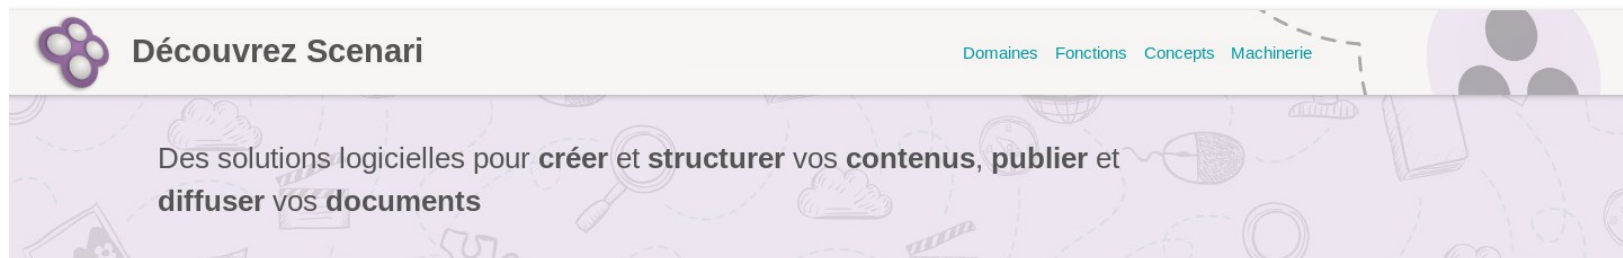 Découvrez Scenari
Domaines Fonctions Concepts Machinerie
Des solutions logicielles pour créer et structurer vos contenus, publier et
diffuser vos documents